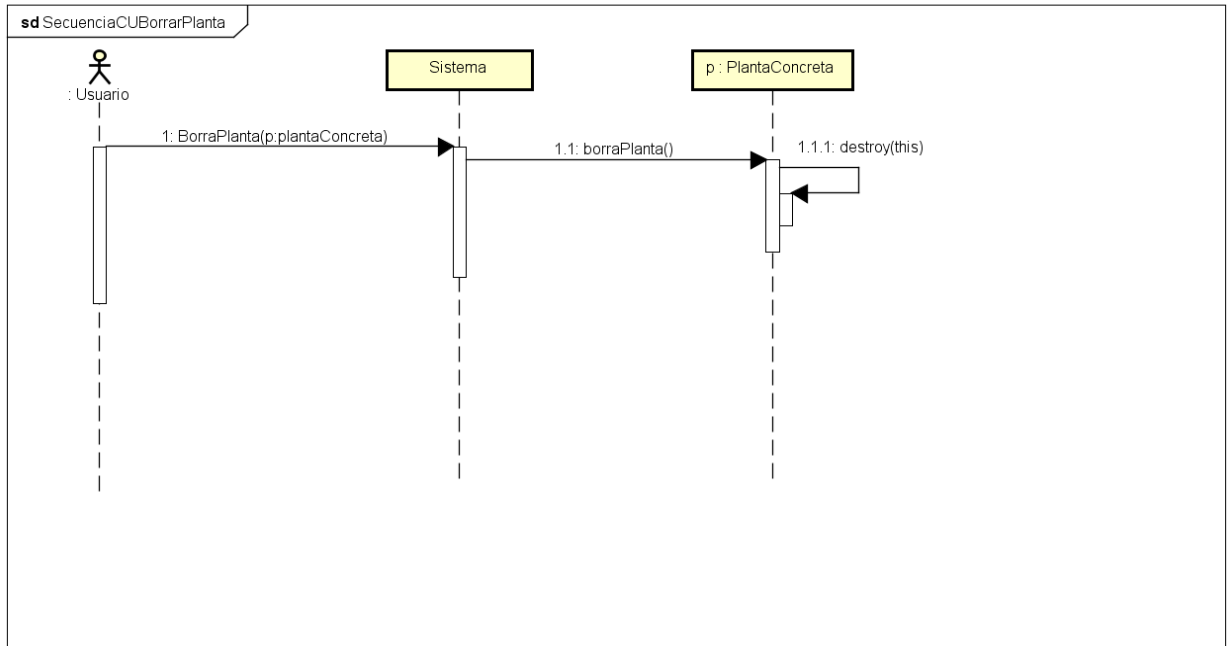 sd SecuenciaCUBorrarPlanta
: Usuario
Sistema
p : PlantaConcreta
1: BorraPlanta(p:plantaConcreta)
1.1: borraPlanta()
1.1.1: destroy(this)